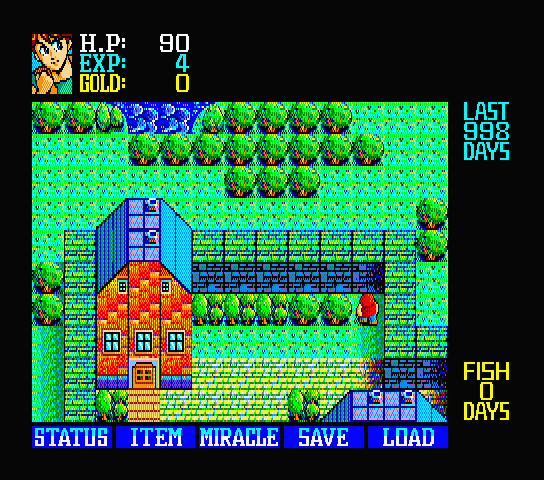 H.P: 90
EXP: 4
GOLD: 0
LAST
998
DAYS
FISH
0
DAYS
STATUS ITEM MIRACLE SAVE LOAD